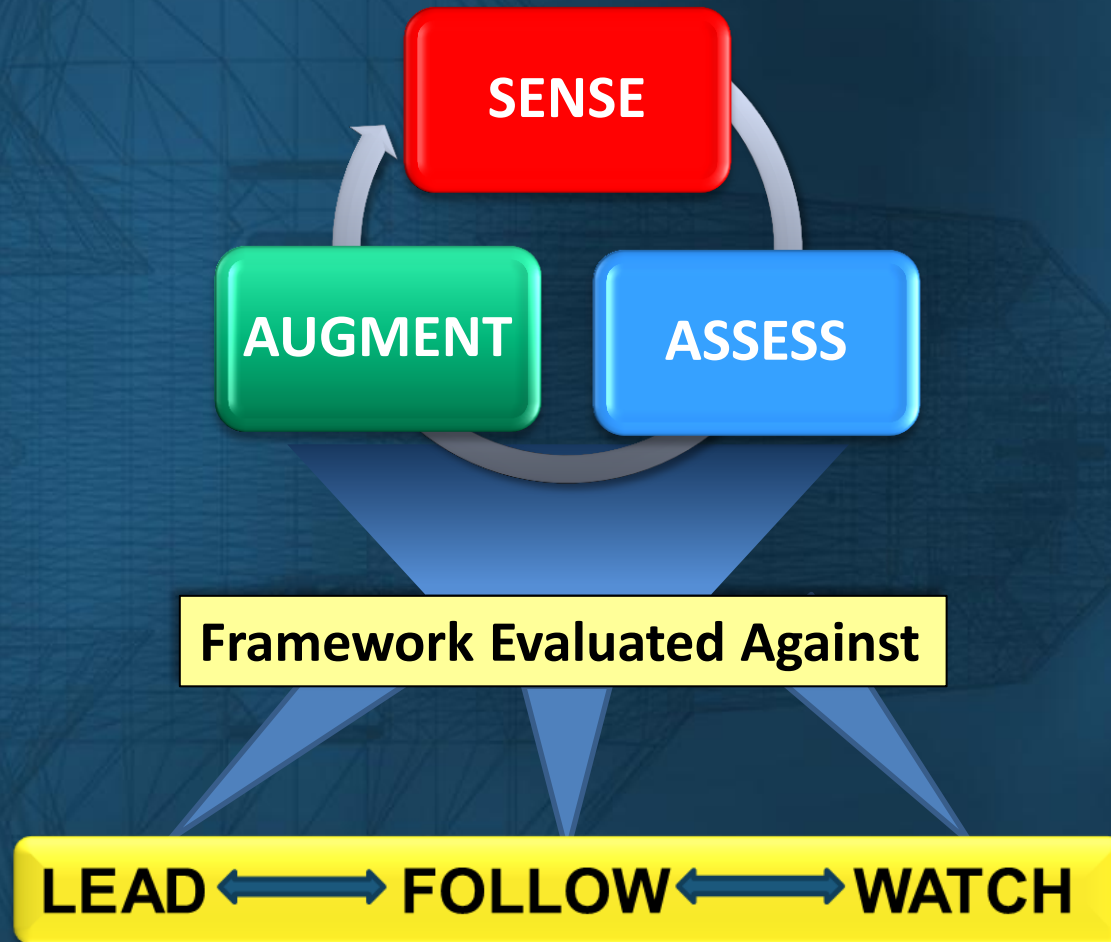 SENSE
AUGMENT
ASSESS
Framework Evaluated Against
LEAD FOLLOW WATCH